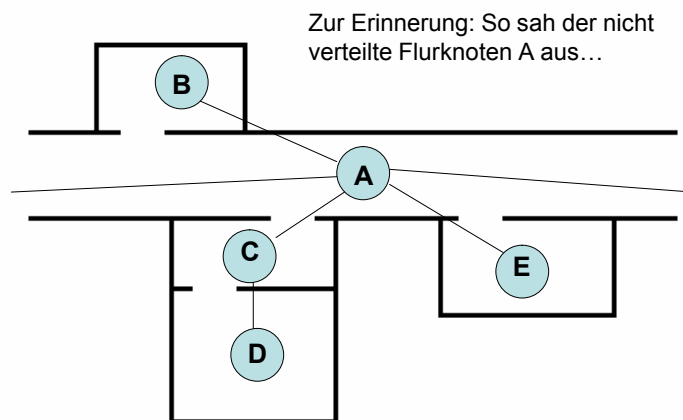 Zur Erinnerung: So sah der nicht
verteilte Flurknoten A aus…
B
A
C
E
D